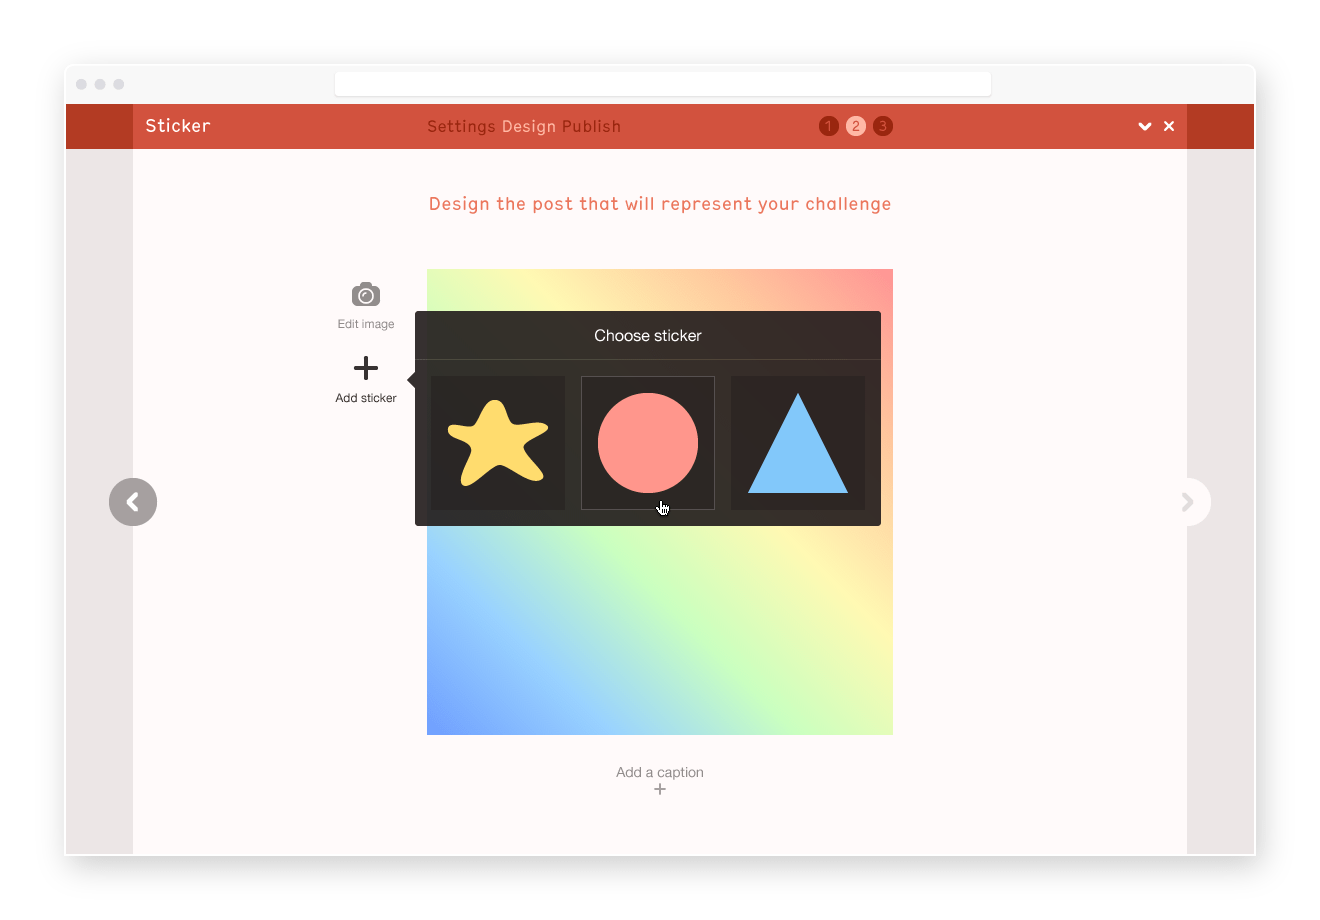 Sticker
Settings Design Publish
1 2 3
Design the post that will represent your challenge
Edit image
Choose sticker
Add sticker
Add a caption